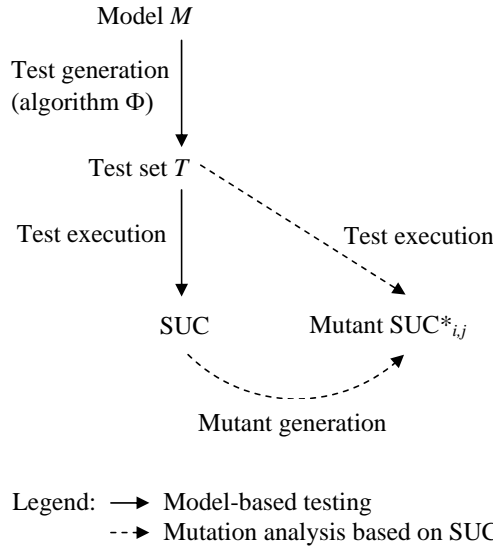 Model M
Test generation
(algorithm Φ)
Test set T
Test execution
Test execution
SUC
Mutant SUC*i,j
Mutant generation
Legend:
Model-based testing
Mutation analysis based on SUC